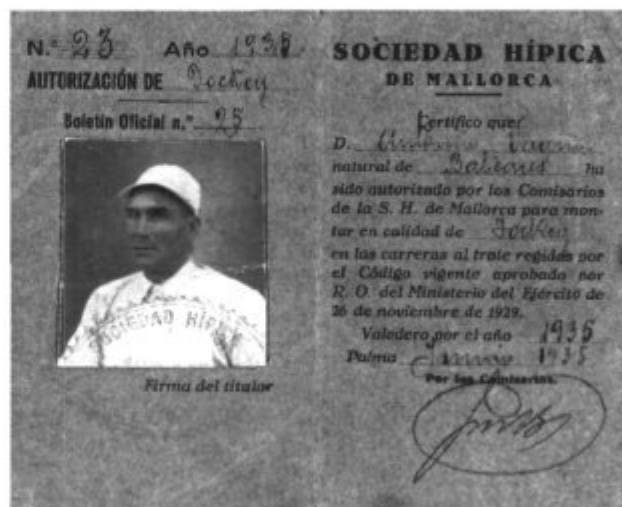 N.º 23 Año 1935
AUTORIZACIÓN DE Jockey
Boletín Oficial n.º 25
SOCIEDAD HÍPICA
Firma del titular
SOCIEDAD HÍPICA
DE MALLORCA
Certifico que:
D.
natural de Baleares ha
sido autorizado por los Comisarios
de la S. H. de Mallorca para mon-
tar en calidad de Jockey
en las carreras al trote regidas por
el Código vigente aprobado por
R. O. del Ministerio del Ejército de
26 de noviembre de 1929.
Valedero por el año 1935
Palma 1935
Por los Comisarios.